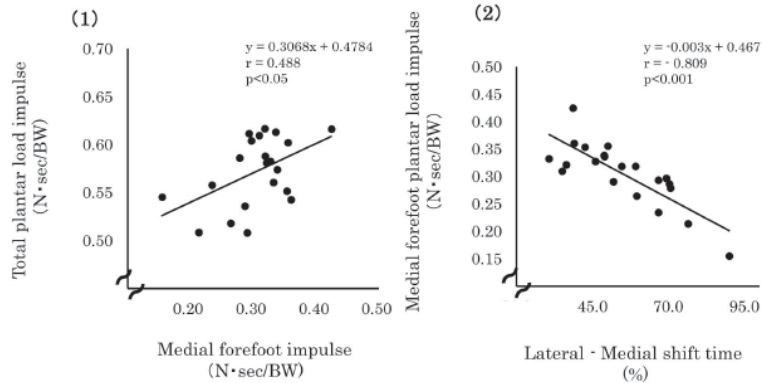 (1)
y = 0.3068x + 0.4784
r = 0.488
p<0.05
Total plantar load impulse
(N・sec/BW)
0.70
0.65
0.60
0.55
0.50
0.20
0.30
0.40
0.50
Medial forefoot impulse
(N・sec/BW)
(2)
y = -0.003x + 0.467
r = - 0.809
p<0.001
Medial forefoot plantar load impulse
(N・sec/BW)
0.50
0.45
0.40
0.35
0.30
0.25
0.20
0.15
45.0
70.0
95.0
Lateral - Medial shift time
(%)